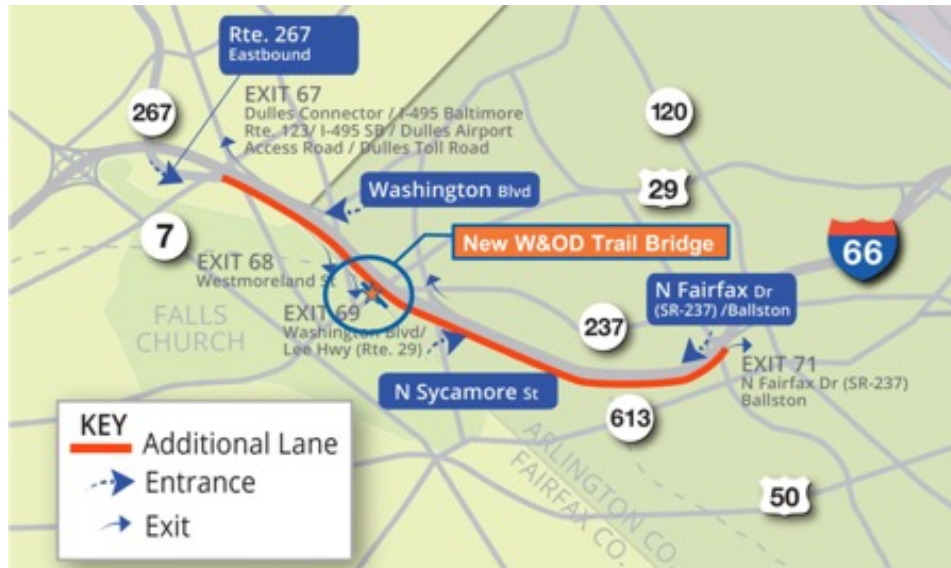 Rte. 267
Eastbound
EXIT 67
Dulles Connector / I-495 Baltimore
Rte. 123/ I-495 SB / Dulles Airport
Access Road / Dulles Toll Road
267
120
Washington Blvd
29
7
New W&OD Trail Bridge
66
EXIT 68
Westmoreland St
N Fairfax Dr
(SR-237) /Ballston
FALLS
CHURCH
EXIT 69
Washington Blvd/
Lee Hwy (Rte. 29)
237
EXIT 71
N Fairfax Dr (SR-237)
Ballston
N Sycamore St
613
KEY
Additional Lane
Entrance
Exit
ARLINGTON CO.
FAIRFAX CO.
50